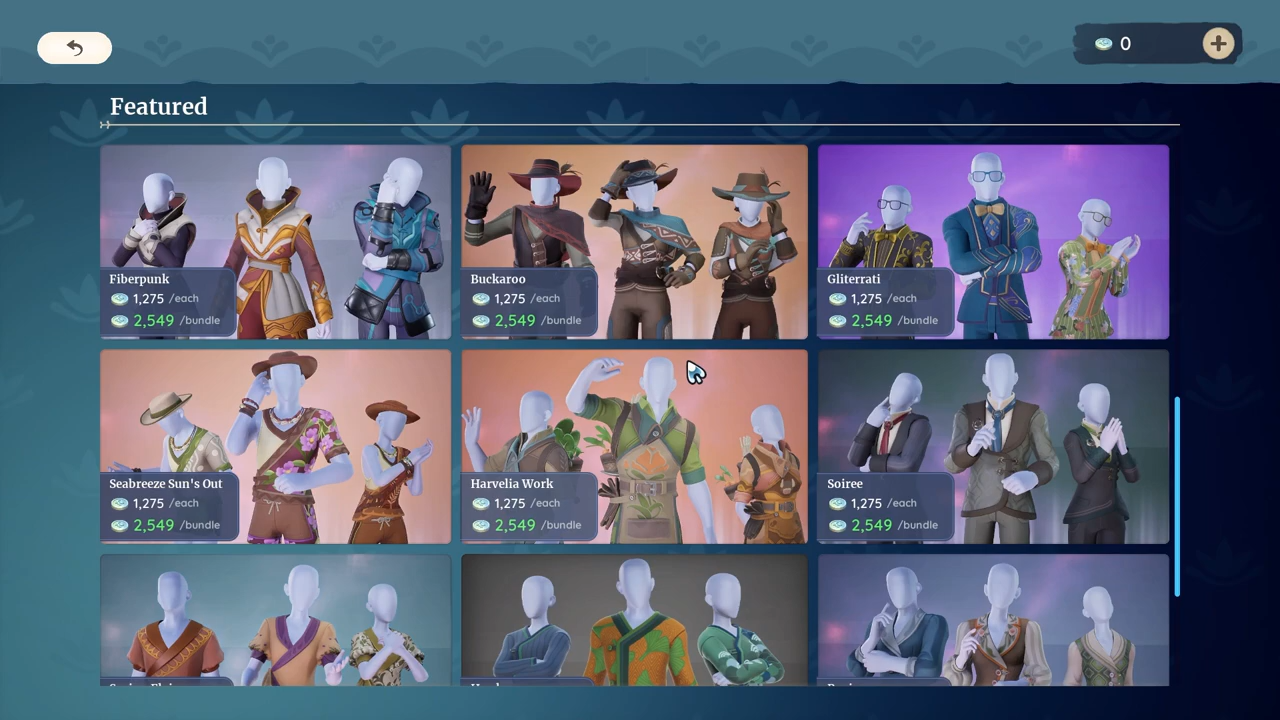 0
Featured
Fiberpunk
1,275 /each
2,549 /bundle
Buckaroo
1,275 /each
2,549 /bundle
Gliterrati
1,275 /each
2,549 /bundle
Seabreeze Sun's Out
1,275 /each
2,549 /bundle
Harvelia Work
1,275 /each
2,549 /bundle
Soiree
1,275 /each
2,549 /bundle